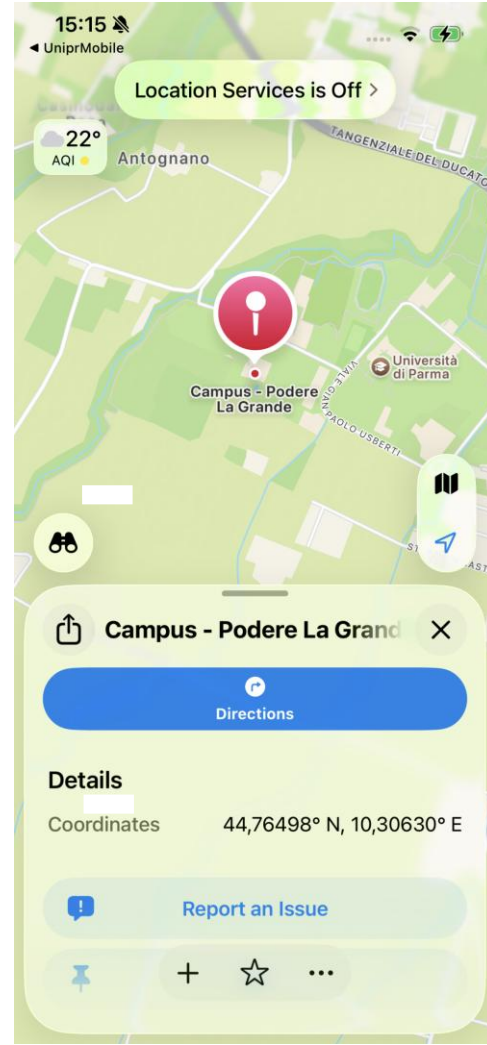 15:15
UniprMobile
Location Services is Off
22°
AQI
Antognano
TANGENZIALE DEL DUCATO
Università
di Parma
Campus - Podere
La Grande
VIALE GIAN PAOLO USBERTI
Campus - Podere La Grand
Directions
Details
Coordinates 44,76498° N, 10,30630° E
Report an Issue